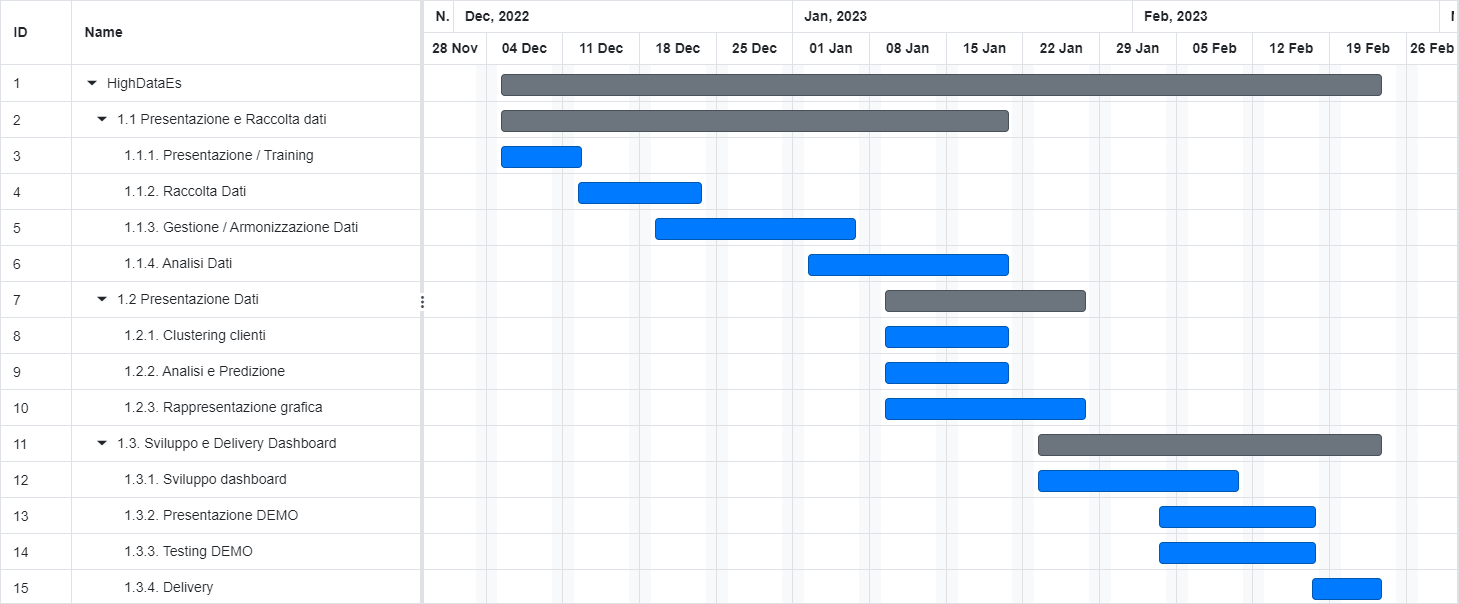 ID Name N. Dec, 2022 Jan, 2023 Feb, 2023
28 Nov 04 Dec 11 Dec 18 Dec 25 Dec 01 Jan 08 Jan 15 Jan 22 Jan 29 Jan 05 Feb 12 Feb 19 Feb 26 Feb
1 HighDataEs
2 1.1 Presentazione e Raccolta dati
3 1.1.1. Presentazione / Training
4 1.1.2. Raccolta Dati
5 1.1.3. Gestione / Armonizzazione Dati
6 1.1.4. Analisi Dati
7 1.2 Presentazione Dati
8 1.2.1. Clustering clienti
9 1.2.2. Analisi e Predizione
10 1.2.3. Rappresentazione grafica
11 1.3. Sviluppo e Delivery Dashboard
12 1.3.1. Sviluppo dashboard
13 1.3.2. Presentazione DEMO
14 1.3.3. Testing DEMO
15 1.3.4. Delivery